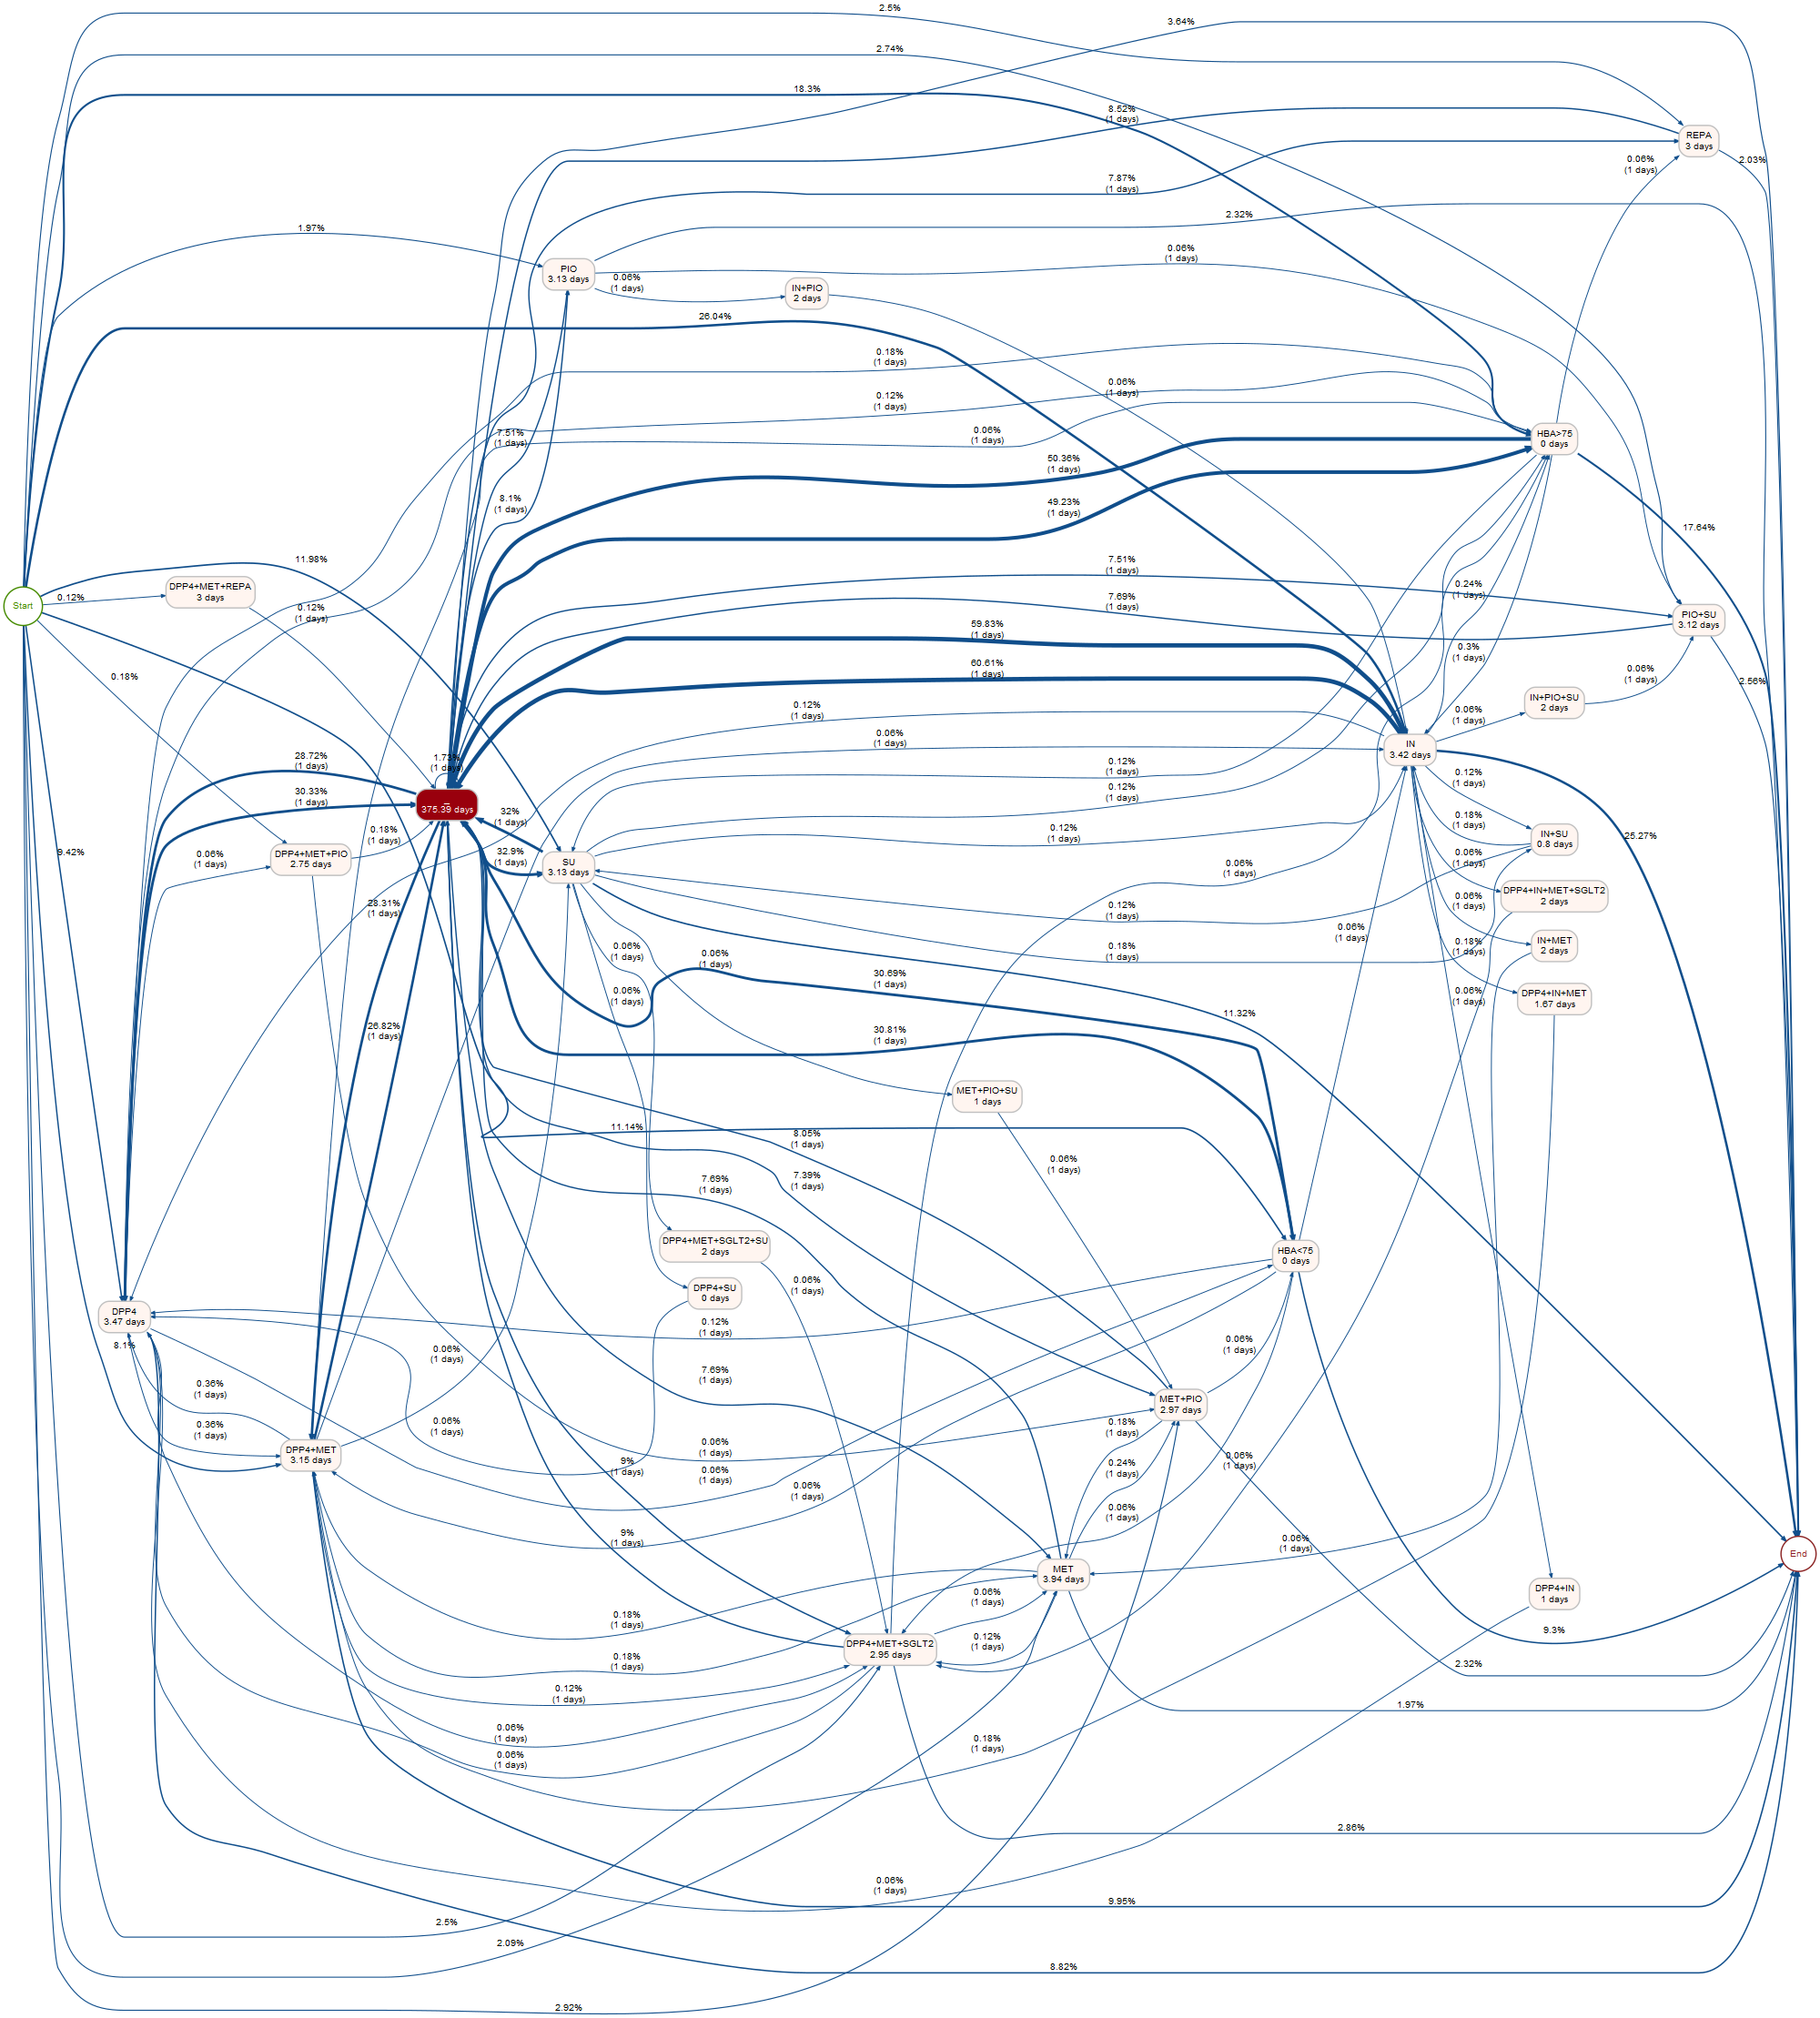 2.5%
3.64%
2.74%
18.3%
8.52%
(1 days)
REPA
3 days
2.03%
0.06%
(1 days)
7.87%
(1 days)
2.32%
1.97%
0.06%
(1 days)
PIO
3.13 days
0.06%
(1 days)
IN+PIO
2 days
26.04%
0.18%
(1 days)
0.06%
(1 days)
0.12%
(1 days)
7.51%
(1 days)
0.06%
(1 days)
HBA>75
0 days
50.36%
(1 days)
8.1%
(1 days)
49.23%
(1 days)
17.64%
11.98%
7.51%
(1 days)
0.24%
(1 days)
DPP4+MET+REPA
3 days
0.12%
Start
0.12%
(1 days)
7.69%
(1 days)
PIO+SU
3.12 days
59.83%
(1 days)
0.3%
(1 days)
60.61%
(1 days)
0.06%
(1 days)
2.56%
0.18%
IN+PIO+SU
2 days
0.12%
(1 days)
0.06%
(1 days)
0.06%
(1 days)
IN
3.42 days
28.72%
(1 days)
1.73%
(1 days)
0.12%
(1 days)
0.12%
(1 days)
30.33%
(1 days)
--
375.39 days
0.12%
(1 days)
32%
(1 days)
0.18%
(1 days)
0.18%
(1 days)
0.12%
(1 days)
IN+SU
0.8 days
25.27%
9.42%
0.06%
(1 days)
DPP4+MET+PIO
2.75 days
32.9%
(1 days)
SU
3.13 days
0.06%
(1 days)
0.06%
(1 days)
DPP4+IN+MET+SGLT2
2 days
28.31%
(1 days)
0.12%
(1 days)
0.06%
(1 days)
0.06%
(1 days)
0.06%
(1 days)
0.06%
(1 days)
0.18%
(1 days)
0.18%
(1 days)
IN+MET
2 days
0.06%
(1 days)
30.69%
(1 days)
0.06%
(1 days)
DPP4+IN+MET
1.67 days
26.82%
(1 days)
30.81%
(1 days)
11.32%
MET+PIO+SU
1 days
11.14%
8.05%
(1 days)
0.06%
(1 days)
7.69%
(1 days)
7.39%
(1 days)
DPP4+MET+SGLT2+SU
2 days
HBA<75
0 days
0.06%
(1 days)
DPP4+SU
0 days
DPP4
3.47 days
0.12%
(1 days)
8.1%
0.06%
(1 days)
0.06%
(1 days)
0.36%
(1 days)
7.69%
(1 days)
MET+PIO
2.97 days
0.36%
(1 days)
0.06%
(1 days)
0.18%
(1 days)
DPP4+MET
3.15 days
0.06%
(1 days)
9%
(1 days)
0.06%
(1 days)
0.24%
(1 days)
0.06%
(1 days)
0.06%
(1 days)
0.06%
(1 days)
9%
(1 days)
0.06%
(1 days)
End
MET
3.94 days
DPP4+IN
1 days
0.06%
(1 days)
0.18%
(1 days)
9.3%
0.12%
(1 days)
DPP4+MET+SGLT2
2.95 days
0.18%
(1 days)
2.32%
0.12%
(1 days)
1.97%
0.06%
(1 days)
0.18%
(1 days)
0.06%
(1 days)
2.86%
0.06%
(1 days)
9.95%
2.5%
2.09%
8.82%
2.92%